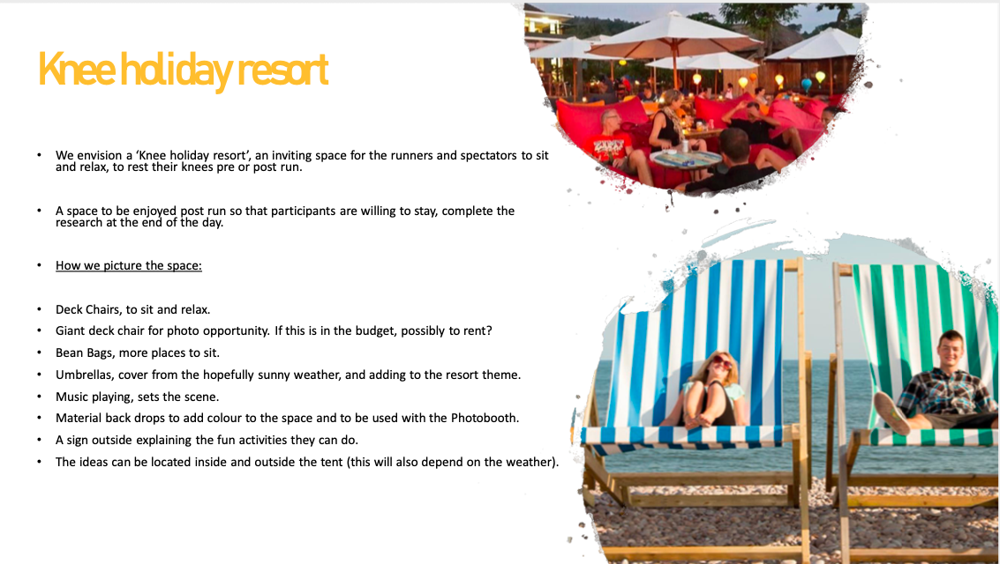 Knee holiday resort
• We envision a ‘Knee holiday resort’, an inviting space for the runners and spectators to sit
and relax, to rest their knees pre or post run.
• A space to be enjoyed post run so that participants are willing to stay, complete the
research at the end of the day.
• How we picture the space:
• Deck Chairs, to sit and relax.
• Giant deck chair for photo opportunity. If this is in the budget, possibly to rent?
• Bean Bags, more places to sit.
• Umbrellas, cover from the hopefully sunny weather, and adding to the resort theme.
• Music playing, sets the scene.
• Material back drops to add colour to the space and to be used with the Photobooth.
• A sign outside explaining the fun activities they can do.
• The ideas can be located inside and outside the tent (this will also depend on the weather).